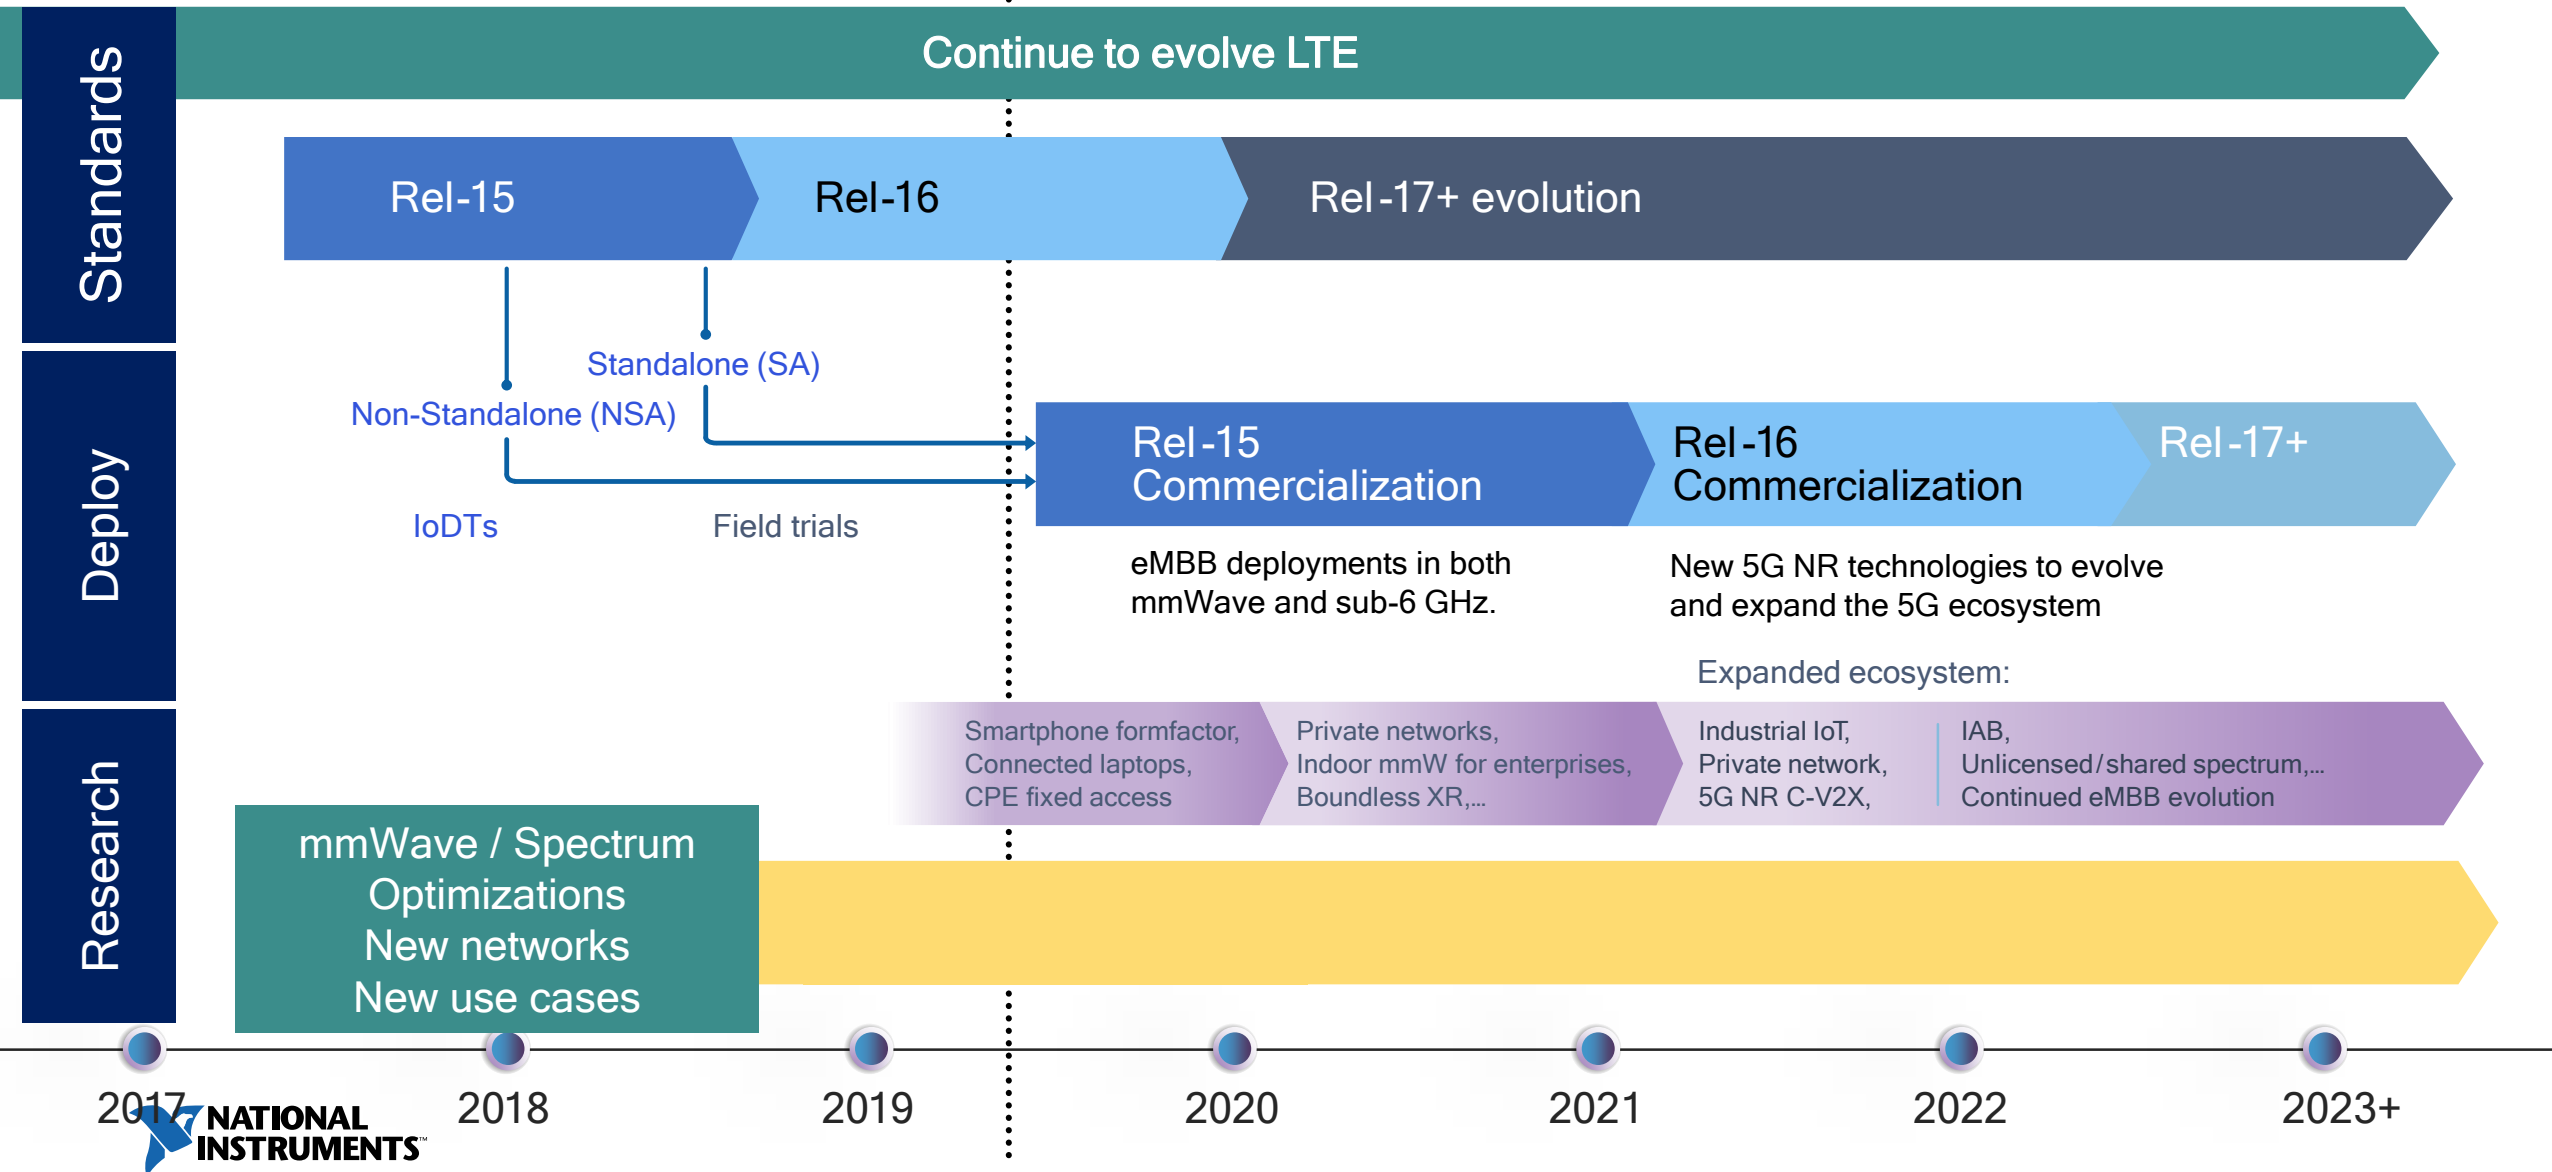 Continue to evolve LTE
Standards
Rel-15
Rel-16
Rel-17+ evolution
Standalone (SA)
Non-Standalone (NSA)
Deploy
Rel-15
Commercialization
Rel-16
Commercialization
Rel-17+
IoDTs
Field trials
eMBB deployments in both
mmWave and sub-6 GHz.
New 5G NR technologies to evolve
and expand the 5G ecosystem
Expanded ecosystem:
Research
Smartphone formfactor,
Connected laptops,
CPE fixed access
Private networks,
Indoor mmW for enterprises,
Boundless XR,...
Industrial IoT,
Private network,
5G NR C-V2X,
IAB,
Unlicensed/shared spectrum,...
Continued eMBB evolution
mmWave / Spectrum
Optimizations
New networks
New use cases
2017
2018
2019
2020
2021
2022
2023+
NATIONAL
INSTRUMENTS™